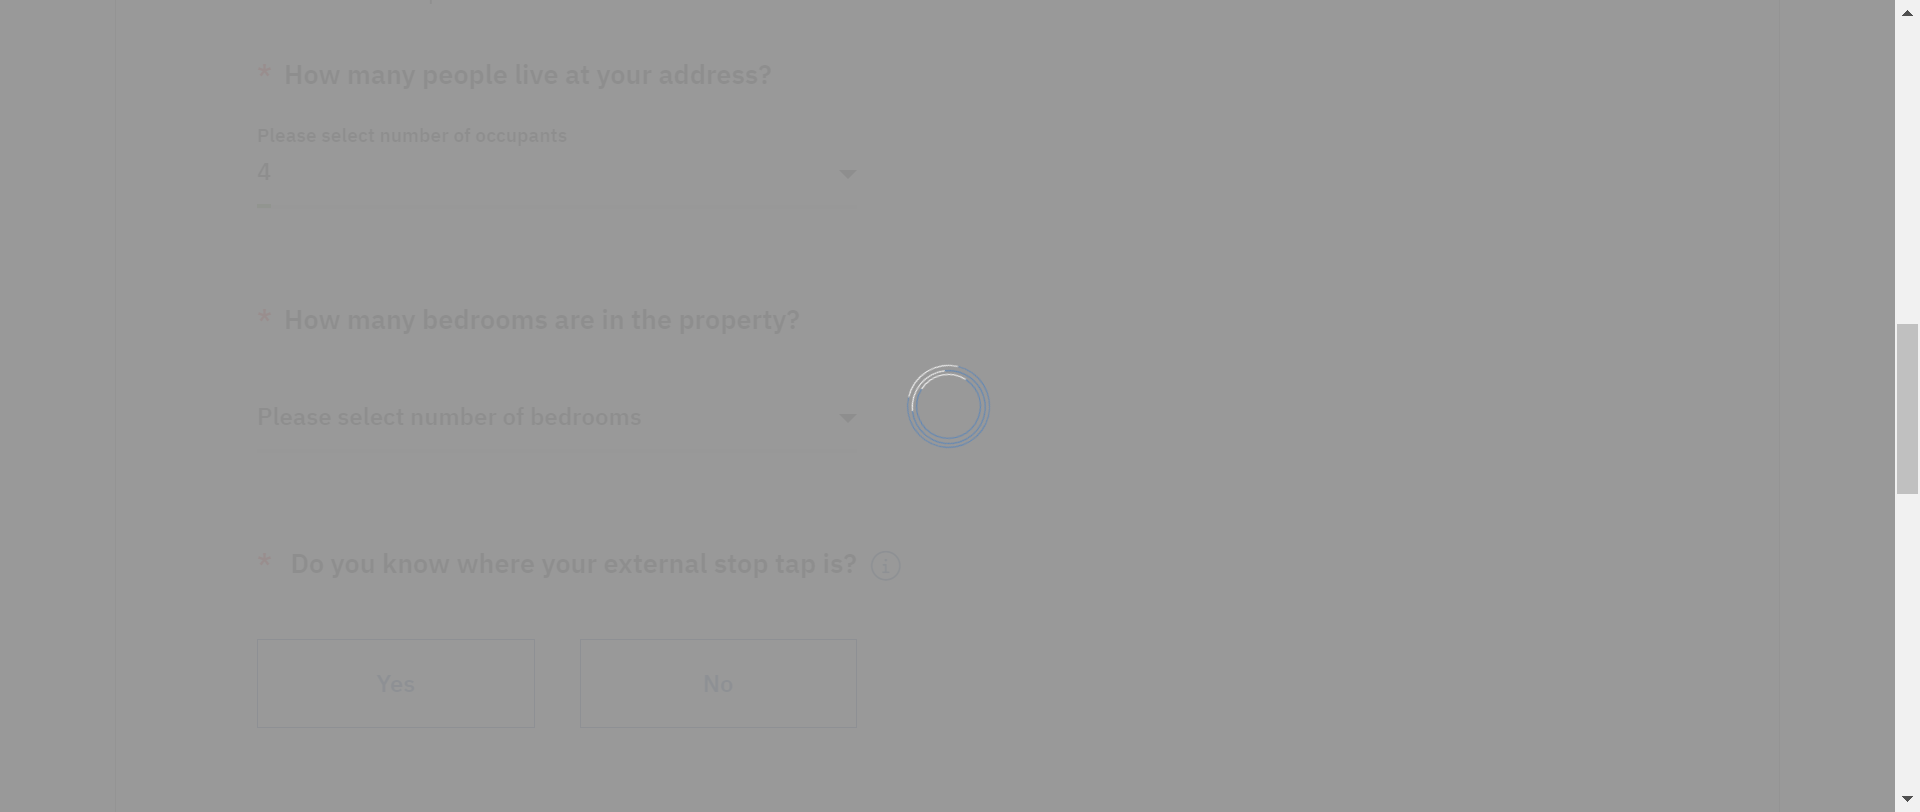 * How many people live at your address?
Please select number of occupants
4
* How many bedrooms are in the property?
Please select number of bedrooms
* Do you know where your external stop tap is? i
Yes No